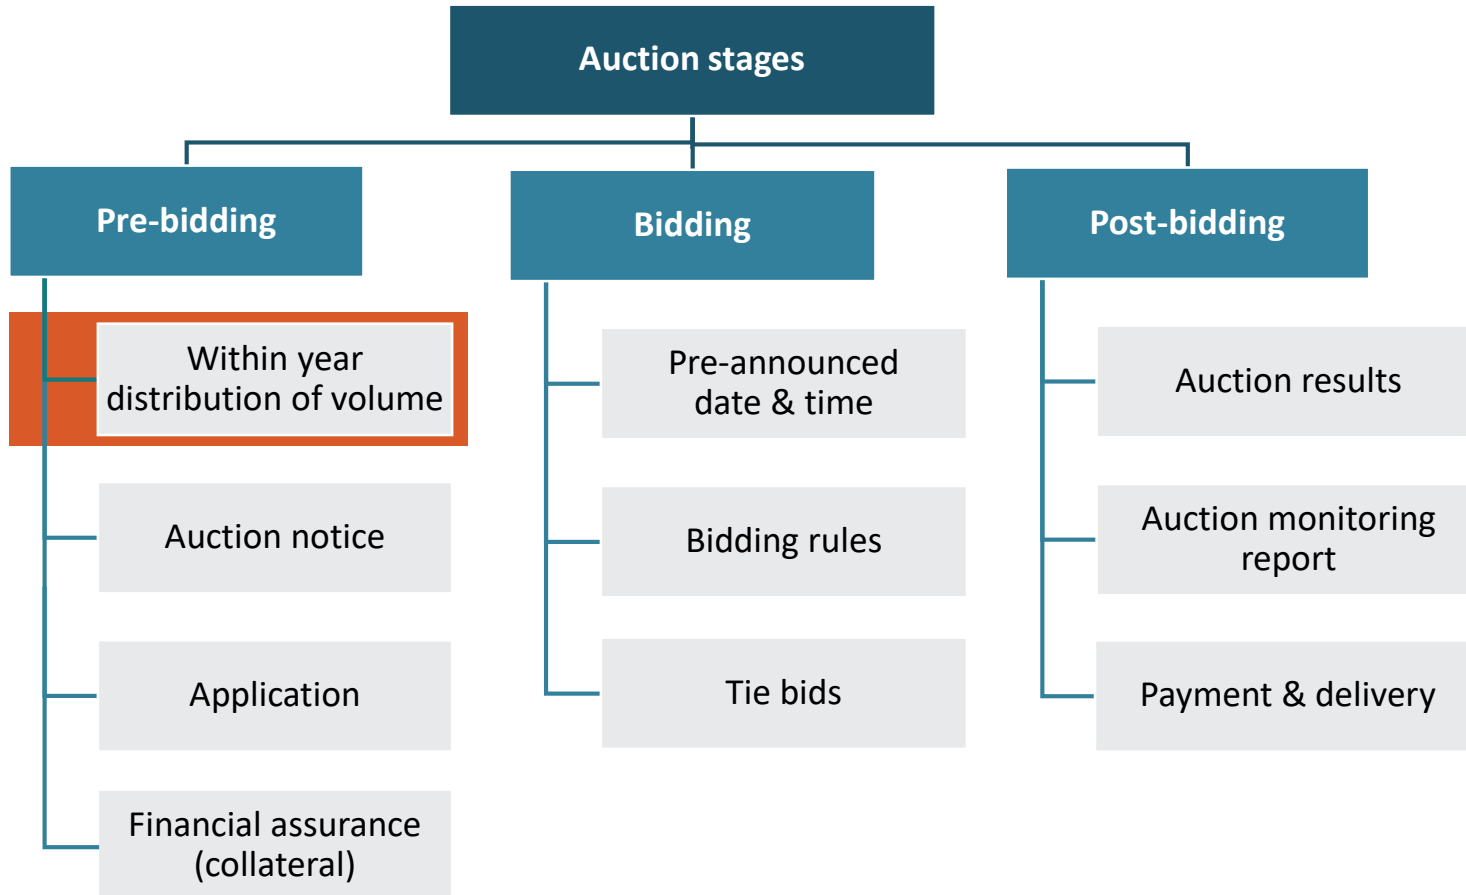 Auction stages
Pre-bidding
Within year
distribution of volume
Auction notice
Application
Financial assurance
(collateral)
Bidding
Pre-announced
date & time
Bidding rules
Tie bids
Post-bidding
Auction results
Auction monitoring
report
Payment & delivery